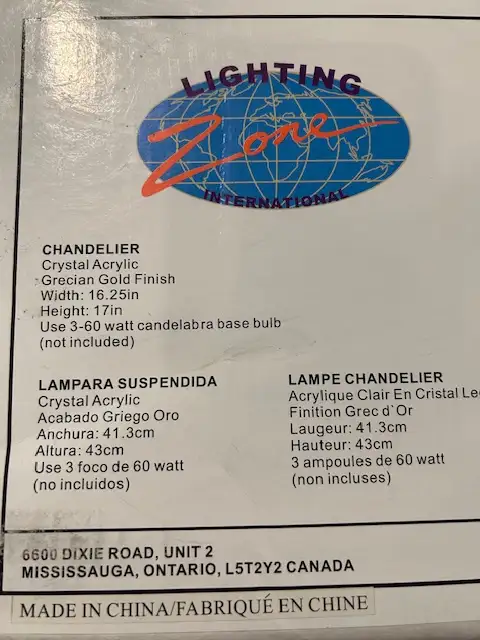 LIGHTING
Zone
INTERNATIONAL
CHANDELIER
Crystal Acrylic
Grecian Gold Finish
Width: 16.25in
Height: 17in
Use 3-60 watt candelabra base bulb
(not included)
LAMPARA SUSPENDIDA
Crystal Acrylic
Acabado Griego Oro
Anchura: 41.3cm
Altura: 43cm
Use 3 foco de 60 watt
(no incluidos)
LAMPE CHANDELIER
Acrylique Clair En Cristal Le
Finition Grec d`Or
Laugeur: 41.3cm
Hauteur: 43cm
3 ampoules de 60 watt
(non incluses)
6600 DIXIE ROAD, UNIT 2
MISSISSAUGA, ONTARIO, L5T2Y2 CANADA
MADE IN CHINA/FABRIQUÉ EN CHINE